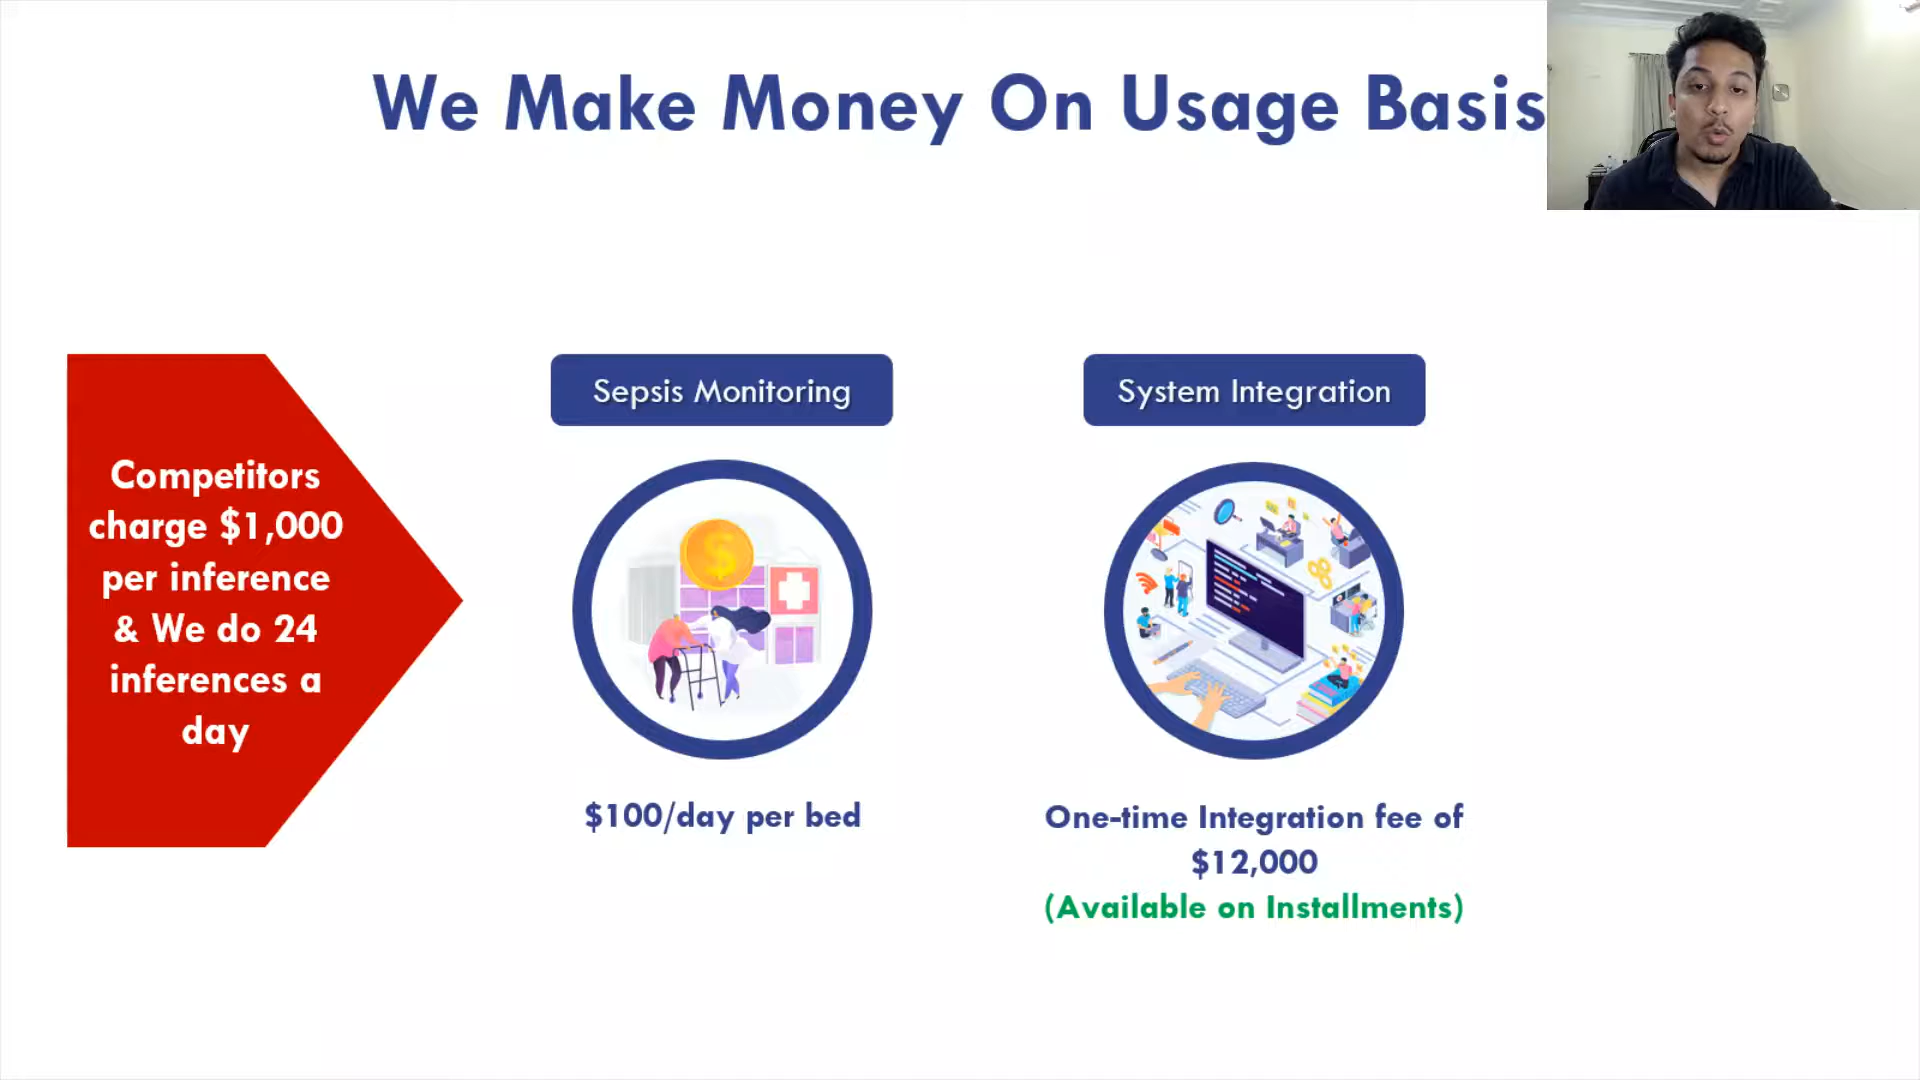 We Make Money On Usage Basis
Competitors
charge $1,000
per inference
& We do 24
inferences a
day
Sepsis Monitoring
$100/day per bed
System Integration
One-time Integration fee of
$12,000
(Available on Installments)